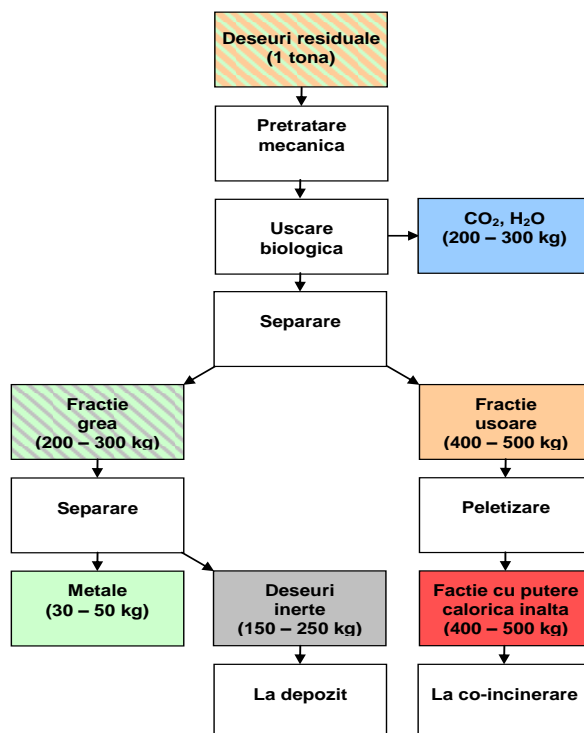 Deseuri residuale
(1 tona)
Pretratare
mecanica
Uscare
biologica
CO₂, H₂O
(200 – 300 kg)
Separare
Fractie
grea
(200 – 300 kg)
Fractie
usoare
(400 – 500 kg)
Separare
Peletizare
Metale
(30 – 50 kg)
Deseuri
inerte
(150 – 250 kg)
Factie cu putere
calorica inalta
(400 – 500 kg)
La depozit
La co-incinerare